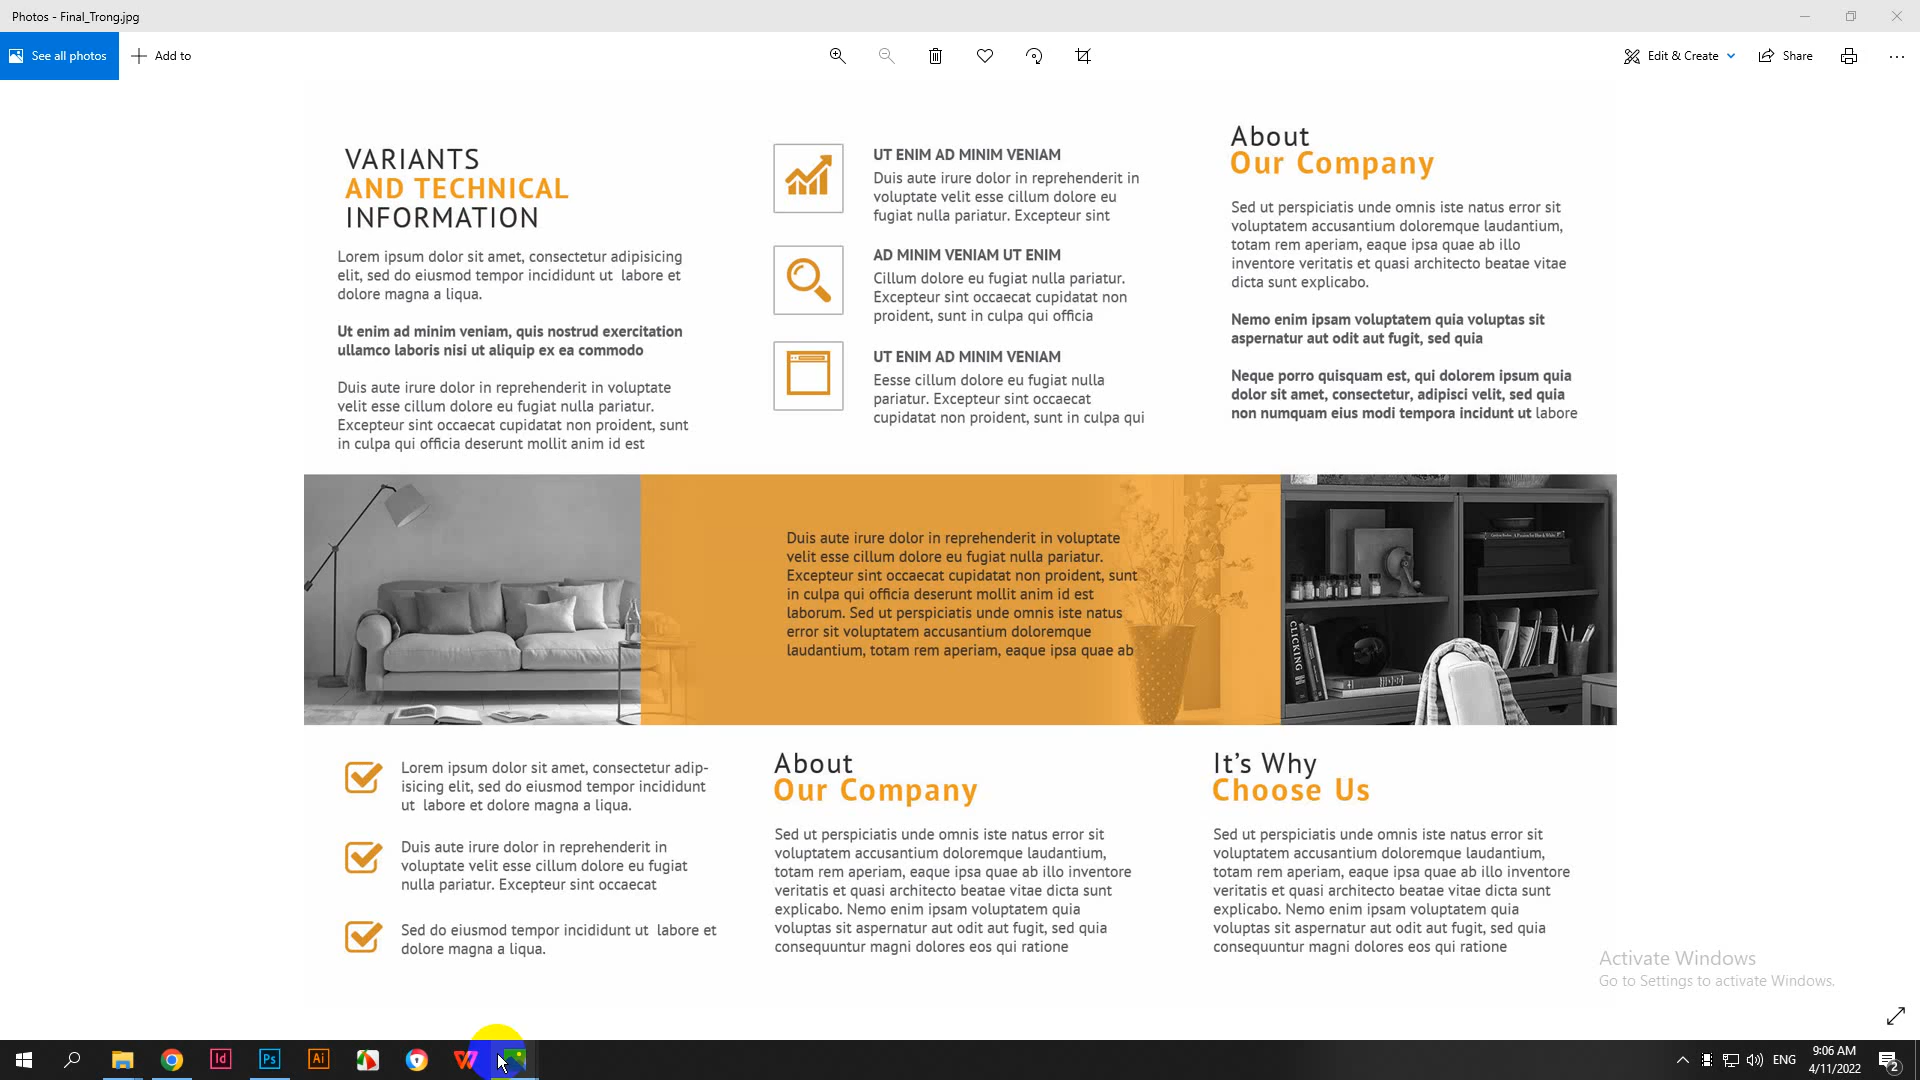 Photos - Final_Trong.jpg
See all photos
Add to
Edit & Create
Share
VARIANTS
AND TECHNICAL
INFORMATION
Lorem ipsum dolor sit amet, consectetur adipisicing
elit, sed do eiusmod tempor incididunt ut  labore et
dolore magna a liqua.
Ut enim ad minim veniam, quis nostrud exercitation
ullamco laboris nisi ut aliquip ex ea commodo
Duis aute irure dolor in reprehenderit in voluptate
velit esse cillum dolore eu fugiat nulla pariatur.
Excepteur sint occaecat cupidatat non proident, sunt
in culpa qui officia deserunt mollit anim id est
UT ENIM AD MINIM VENIAM
Duis aute irure dolor in reprehenderit in
voluptate velit esse cillum dolore eu
fugiat nulla pariatur. Excepteur sint
AD MINIM VENIAM UT ENIM
Cillum dolore eu fugiat nulla pariatur.
Excepteur sint occaecat cupidatat non
proident, sunt in culpa qui officia
UT ENIM AD MINIM VENIAM
Eesse cillum dolore eu fugiat nulla
pariatur. Excepteur sint occaecat
cupidatat non proident, sunt in culpa qui
About
Our Company
Sed ut perspiciatis unde omnis iste natus error sit
voluptatem accusantium doloremque laudantium,
totam rem aperiam, eaque ipsa quae ab illo
inventore veritatis et quasi architecto beatae vitae
dicta sunt explicabo.
Nemo enim ipsam voluptatem quia voluptas sit
aspernatur aut odit aut fugit, sed quia
Neque porro quisquam est, qui dolorem ipsum quia
dolor sit amet, consectetur, adipisci velit, sed quia
non numquam eius modi tempora incidunt ut labore
Duis aute irure dolor in reprehenderit in voluptate
velit esse cillum dolore eu fugiat nulla pariatur.
Excepteur sint occaecat cupidatat non proident, sunt
in culpa qui officia deserunt mollit anim id est
laborum. Sed ut perspiciatis unde omnis iste natus
error sit voluptatem accusantium doloremque
laudantium, totam rem aperiam, eaque ipsa quae ab
CLICKING
Lorem ipsum dolor sit amet, consectetur adip-
isicing elit, sed do eiusmod tempor incididunt
ut  labore et dolore magna a liqua.
Duis aute irure dolor in reprehenderit in
voluptate velit esse cillum dolore eu fugiat
nulla pariatur. Excepteur sint occaecat
Sed do eiusmod tempor incididunt ut  labore et
dolore magna a liqua.
About
Our Company
Sed ut perspiciatis unde omnis iste natus error sit
voluptatem accusantium doloremque laudantium,
totam rem aperiam, eaque ipsa quae ab illo inventore
veritatis et quasi architecto beatae vitae dicta sunt
explicabo. Nemo enim ipsam voluptatem quia
voluptas sit aspernatur aut odit aut fugit, sed quia
consequuntur magni dolores eos qui ratione
It's Why
Choose Us
Sed ut perspiciatis unde omnis iste natus error sit
voluptatem accusantium doloremque laudantium,
totam rem aperiam, eaque ipsa quae ab illo inventore
veritatis et quasi architecto beatae vitae dicta sunt
explicabo. Nemo enim ipsam voluptatem quia
voluptas sit aspernatur aut odit aut fugit, sed quia
consequuntur magni dolores eos qui ratione
Activate Windows
Go to Settings to activate Windows.
Id
Ps
Ai
ENG
9:06 AM
4/11/2022
2